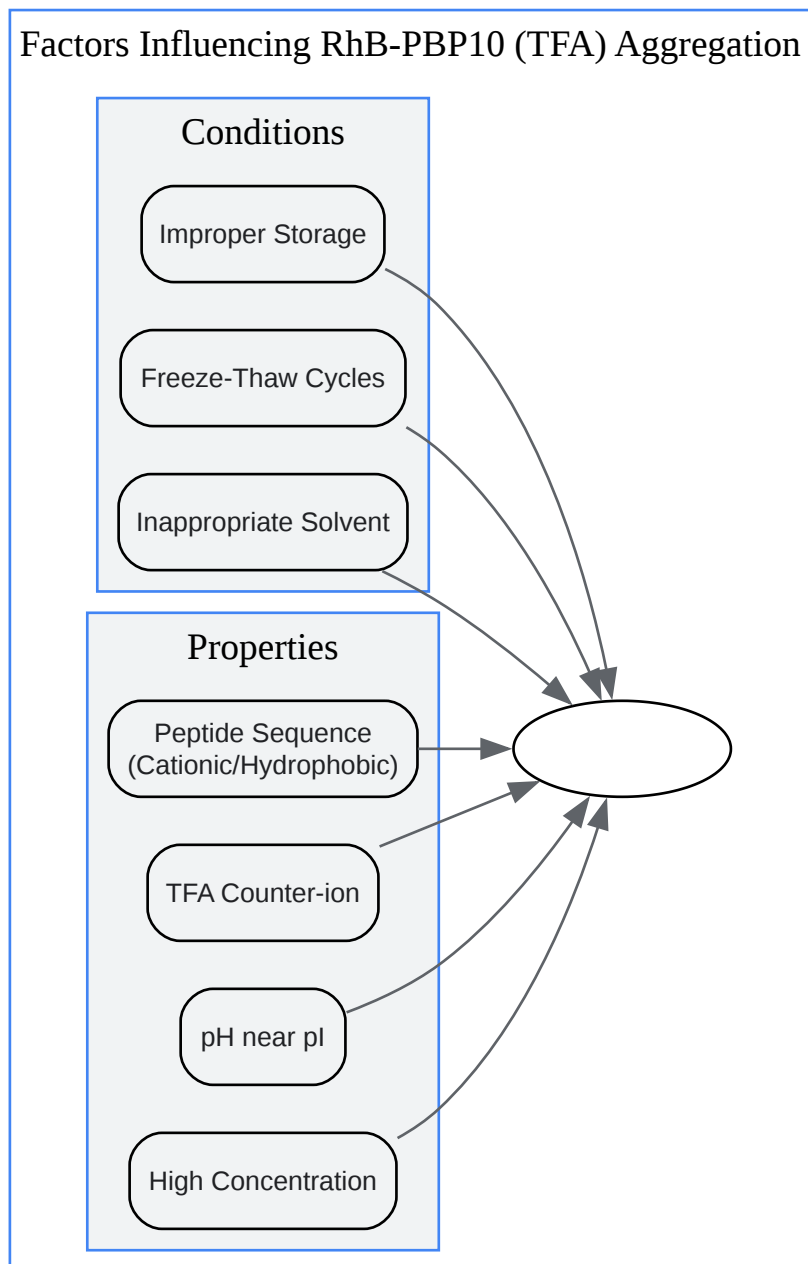 Factors Influencing RhB-PBP10 (TFA) Aggregation
Conditions
Improper Storage
Freeze-Thaw Cycles
Inappropriate Solvent
Properties
Peptide Sequence
(Cationic/Hydrophobic)
TFA Counter-ion
pH near pI
High Concentration